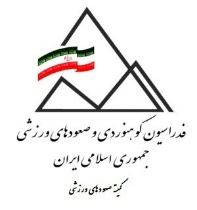 فدراسیون کوهنوردی و صعودهای ورزشی
جمهوری اسلامی ایران
کمیته صعودهای ورزشی